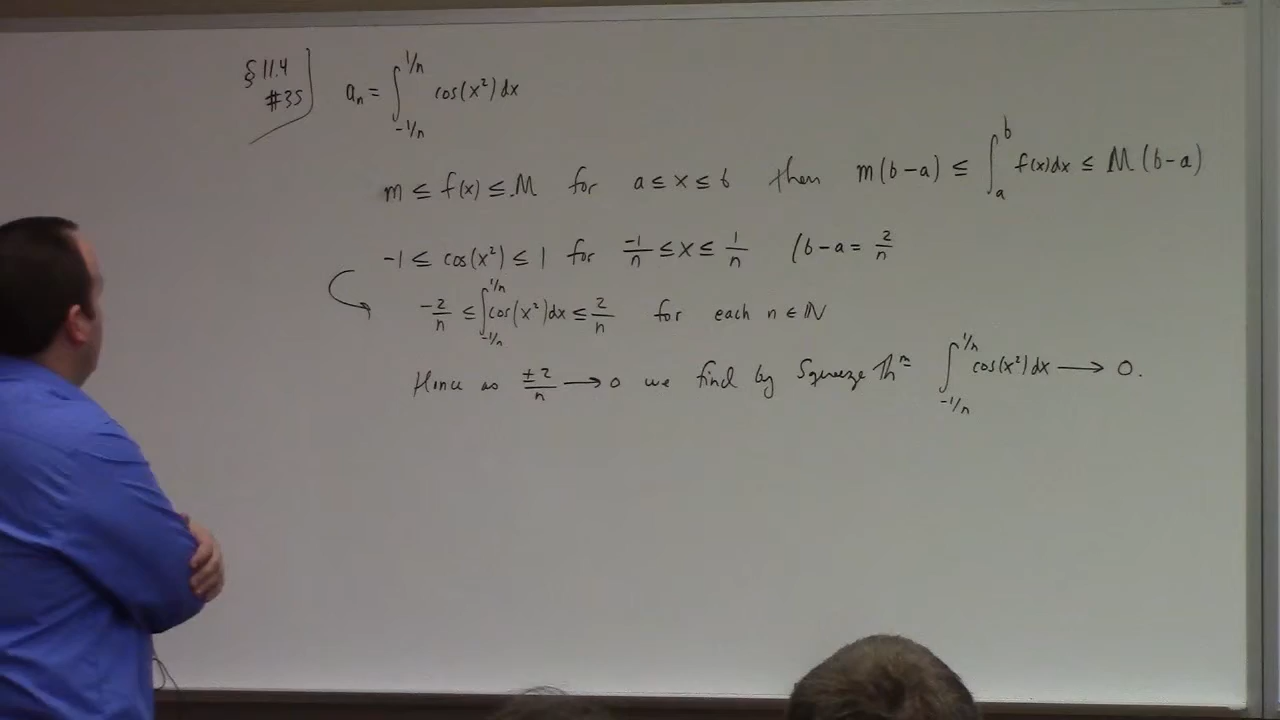 § 11.4
#35
aₙ = ∫_{-1/n}^{1/n} cos(x²) dx
m ≤ f(x) ≤ M for a ≤ x ≤ b then m(b-a) ≤ ∫_a^b f(x)dx ≤ M(b-a)
-1 ≤ cos(x²) ≤ 1 for -1/n ≤ x ≤ 1/n (b-a = 2/n
-2/n ≤ ∫_{-1/n}^{1/n} cos(x²)dx ≤ 2/n for each n ∈ ℕ
Hence as ±2/n → 0 we find by Squeeze Thᵐ ∫_{-1/n}^{1/n} cos(x²)dx → 0.